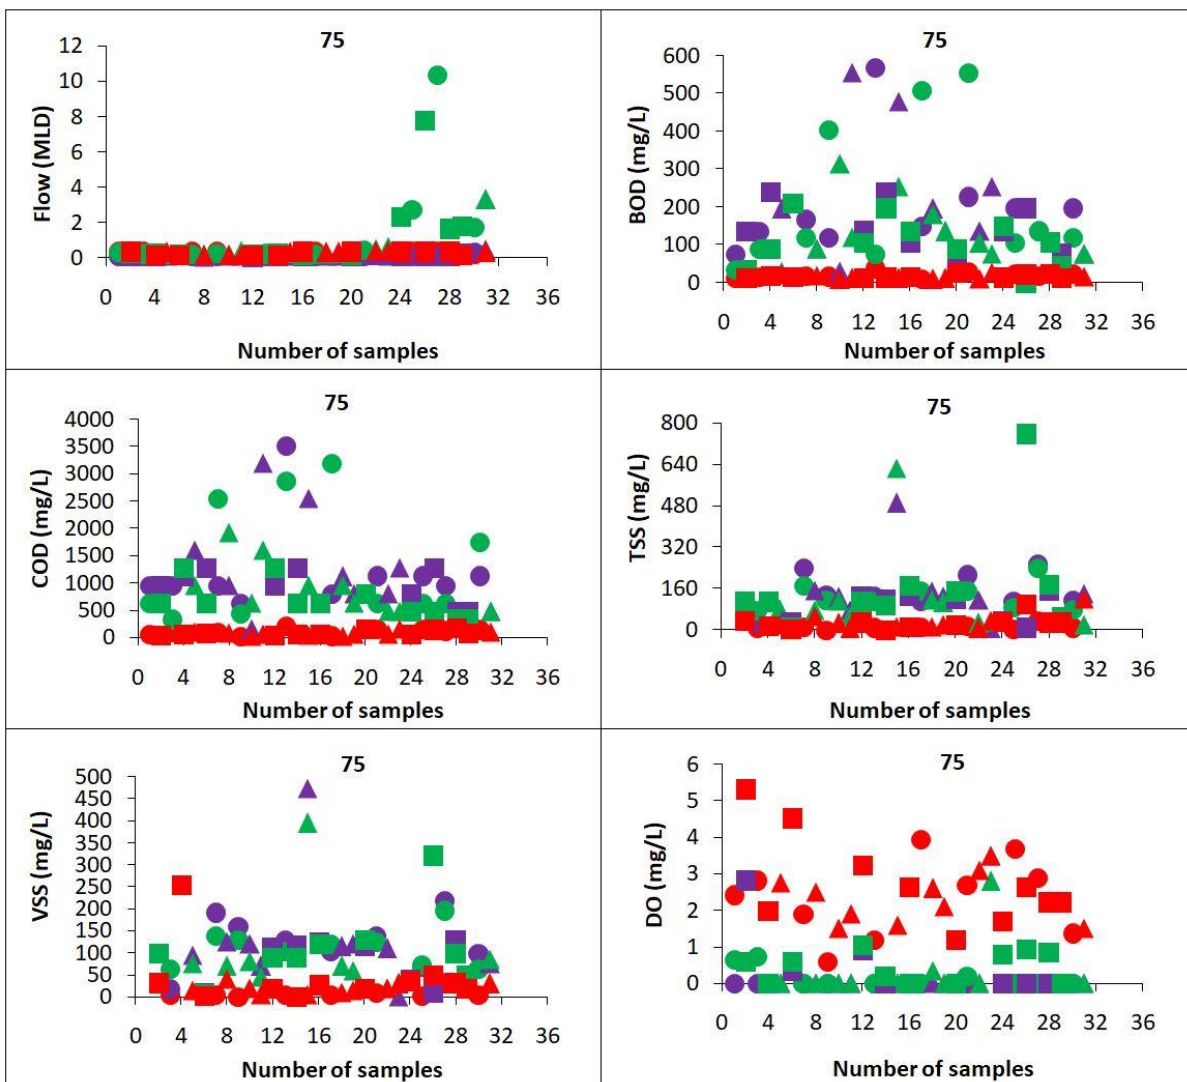 75
12
10
8
6
4
2
0
Flow (MLD)
0 4 8 12 16 20 24 28 32 36
Number of samples
75
600
500
400
300
200
100
0
BOD (mg/L)
0 4 8 12 16 20 24 28 32 36
Number of samples
75
4000
3500
3000
2500
2000
1500
1000
500
0
COD (mg/L)
0 4 8 12 16 20 24 28 32 36
Number of samples
75
800
640
480
320
160
0
TSS (mg/L)
0 4 8 12 16 20 24 28 32 36
Number of samples
75
500
450
400
350
300
250
200
150
100
50
0
VSS (mg/L)
0 4 8 12 16 20 24 28 32 36
Number of samples
75
6
5
4
3
2
1
0
DO (mg/L)
0 4 8 12 16 20 24 28 32 36
Number of samples